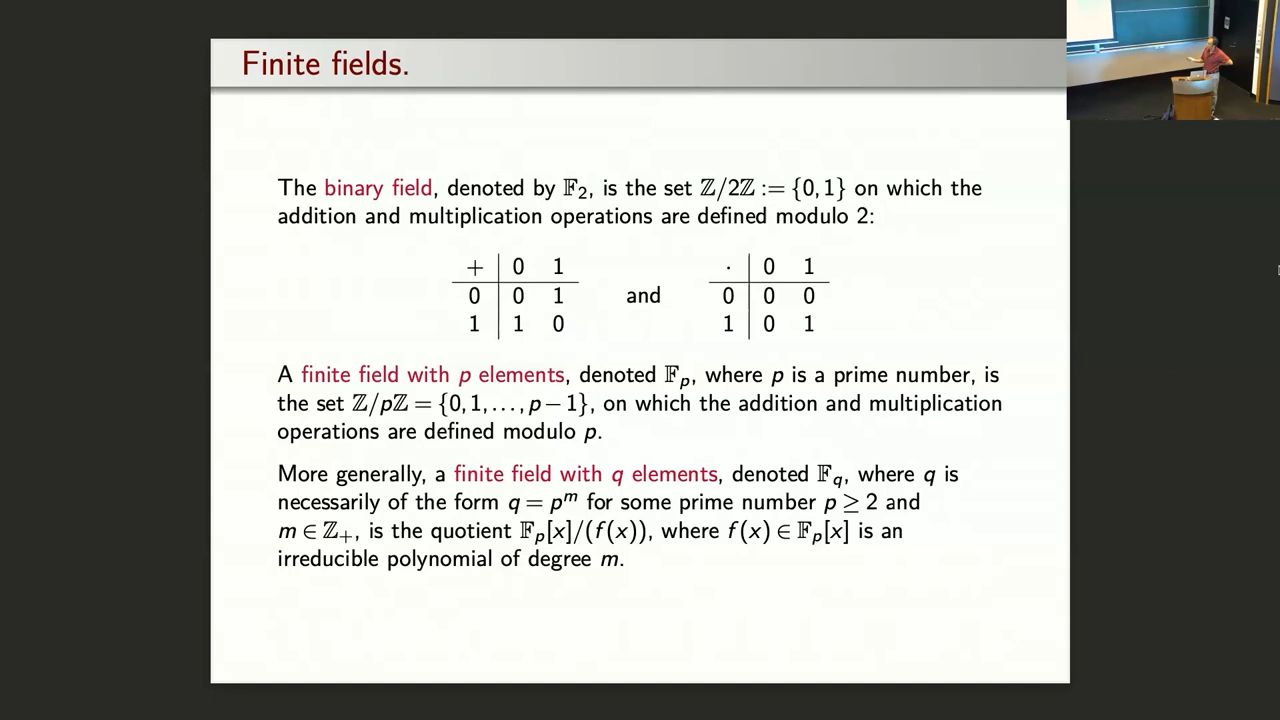 Finite fields.
The binary field, denoted by 𝔽₂, is the set ℤ/2ℤ := {0,1} on which the
addition and multiplication operations are defined modulo 2:
+ | 0 1
0 | 0 1
1 | 1 0
and
· | 0 1
0 | 0 0
1 | 0 1
A finite field with p elements, denoted 𝔽ₚ, where p is a prime number, is
the set ℤ/pℤ = {0,1,...,p−1}, on which the addition and multiplication
operations are defined modulo p.
More generally, a finite field with q elements, denoted 𝔽_q, where q is
necessarily of the form q = pᵐ for some prime number p ≥ 2 and
m ∈ ℤ₊, is the quotient 𝔽ₚ[x]/(f(x)), where f(x) ∈ 𝔽ₚ[x] is an
irreducible polynomial of degree m.